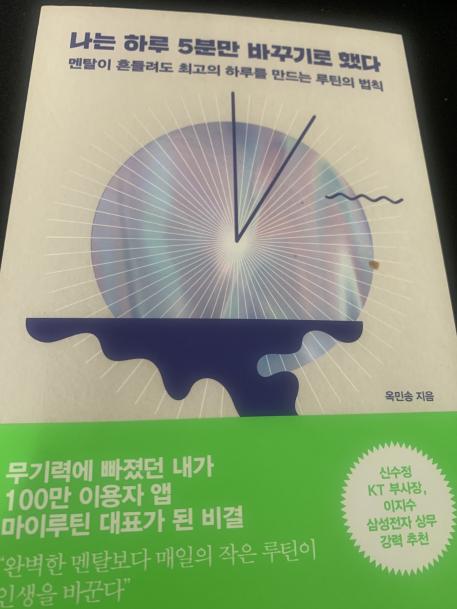 나는 하루 5분만 바꾸기로 했다
멘탈이 흔들려도 최고의 하루를 만드는 루틴의 법칙
옥민송 지음
무기력에 빠졌던 내가
100만 이용자 앱
마이루틴 대표가 된 비결
“완벽한 멘탈보다 매일의 작은 루틴이
인생을 바꾼다”
신수정
KT 부사장,
이지수
삼성전자 상무
강력 추천